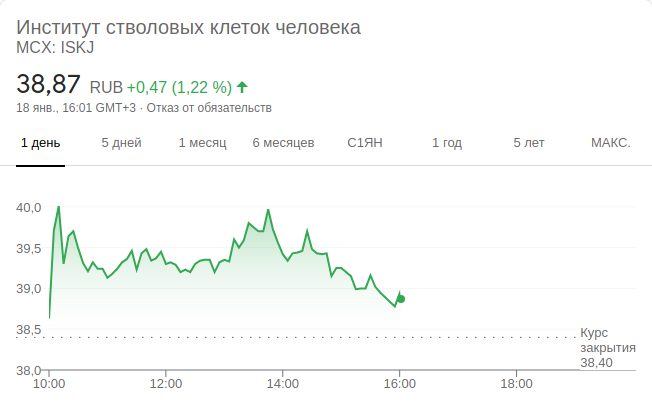 Институт стволовых клеток человека
MCX: ISKJ
38,87 RUB +0,47 (1,22 %)
18 янв., 16:01 GMT+3 · Отказ от обязательств
1 день 5 дней 1 месяц 6 месяцев С1ЯН 1 год 5 лет МАКС.
40,0
39,5
39,0
38,5
38,0
Курс
закрытия
38,40
10:00 12:00 14:00 16:00 18:00